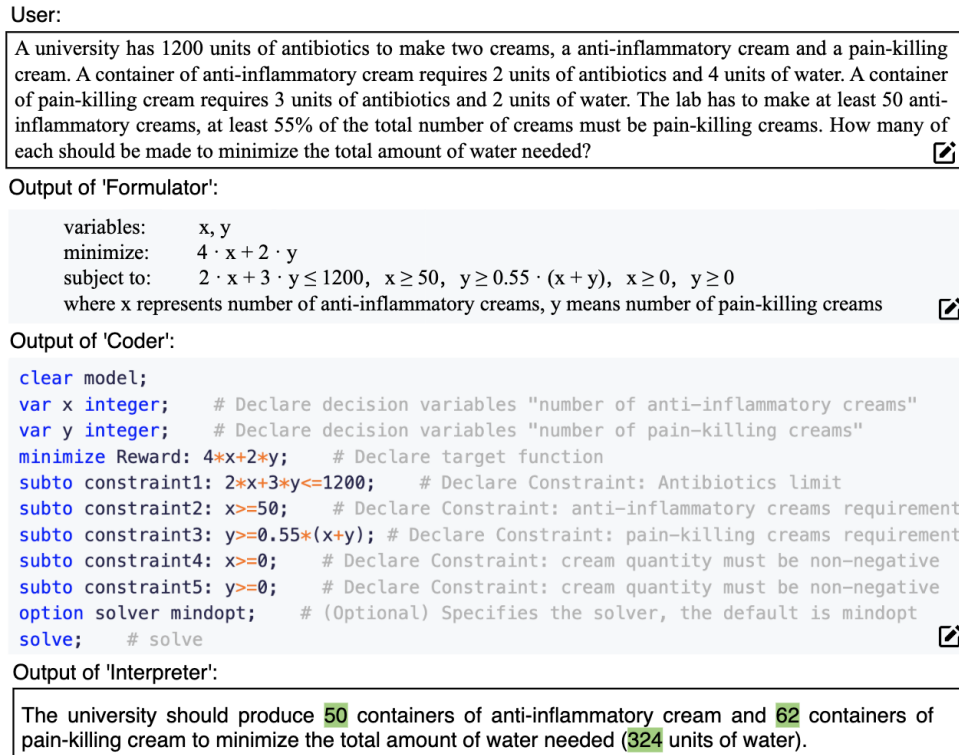 User:
A university has 1200 units of antibiotics to make two creams, a anti-inflammatory cream and a pain-killing
cream. A container of anti-inflammatory cream requires 2 units of antibiotics and 4 units of water. A container
of pain-killing cream requires 3 units of antibiotics and 2 units of water. The lab has to make at least 50 anti-
inflammatory creams, at least 55% of the total number of creams must be pain-killing creams. How many of
each should be made to minimize the total amount of water needed?
Output of 'Formulator':
variables: x, y
minimize: 4 · x + 2 · y
subject to: 2 · x + 3 · y ≤ 1200, x ≥ 50, y ≥ 0.55 · (x + y), x ≥ 0, y ≥ 0
where x represents number of anti-inflammatory creams, y means number of pain-killing creams
Output of 'Coder':
clear model;
var x integer; # Declare decision variables "number of anti-inflammatory creams"
var y integer; # Declare decision variables "number of pain-killing creams"
minimize Reward: 4*x+2*y; # Declare target function
subto constraint1: 2*x+3*y<=1200; # Declare Constraint: Antibiotics limit
subto constraint2: x>=50; # Declare Constraint: anti-inflammatory creams requirement
subto constraint3: y>=0.55*(x+y); # Declare Constraint: pain-killing creams requirement
subto constraint4: x>=0; # Declare Constraint: cream quantity must be non-negative
subto constraint5: y>=0; # Declare Constraint: cream quantity must be non-negative
option solver mindopt; # (Optional) Specifies the solver, the default is mindopt
solve; # solve
Output of 'Interpreter':
The university should produce 50 containers of anti-inflammatory cream and 62 containers of
pain-killing cream to minimize the total amount of water needed (324 units of water).